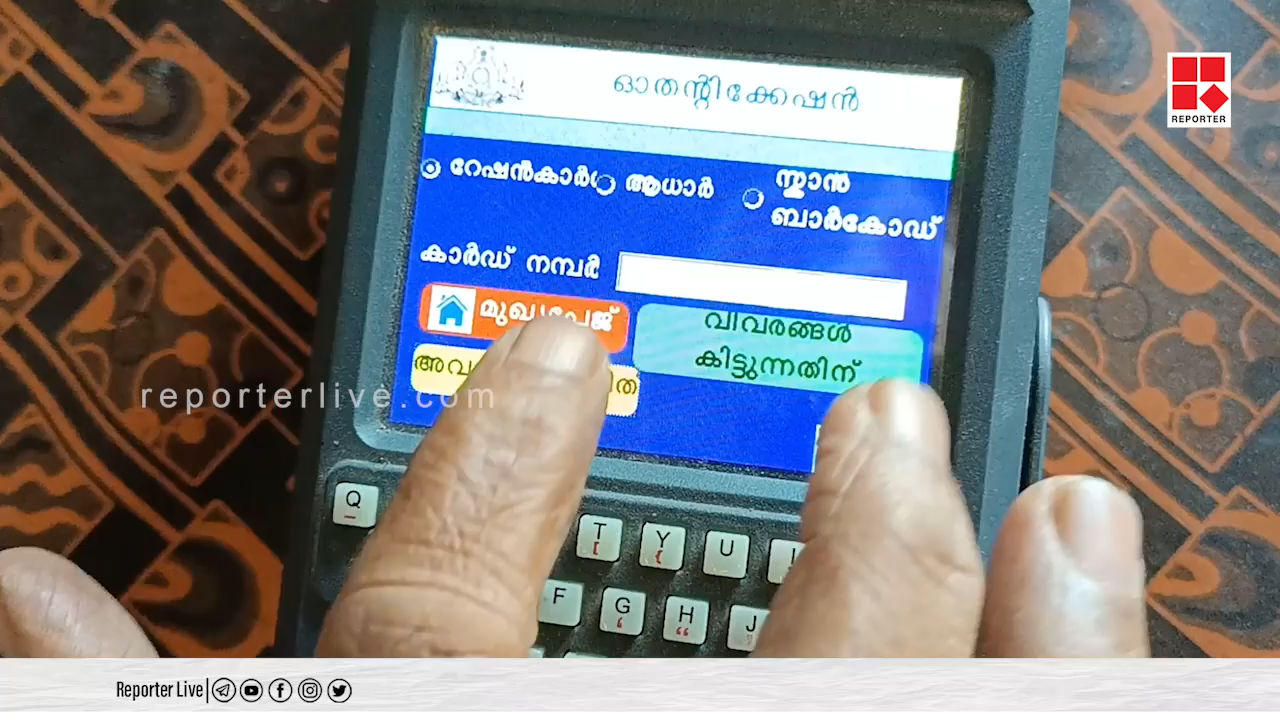 ഓതന്റിക്കേഷൻ
REPORTER
റേഷൻകാർഡ് ആധാർ സ്കാൻ
ബാർകോഡ്
കാർഡ് നമ്പർ
വിവരങ്ങൾ
കിട്ടുന്നതിന്
reporterlive.com
Q T Y U
F G H J
Reporter Live